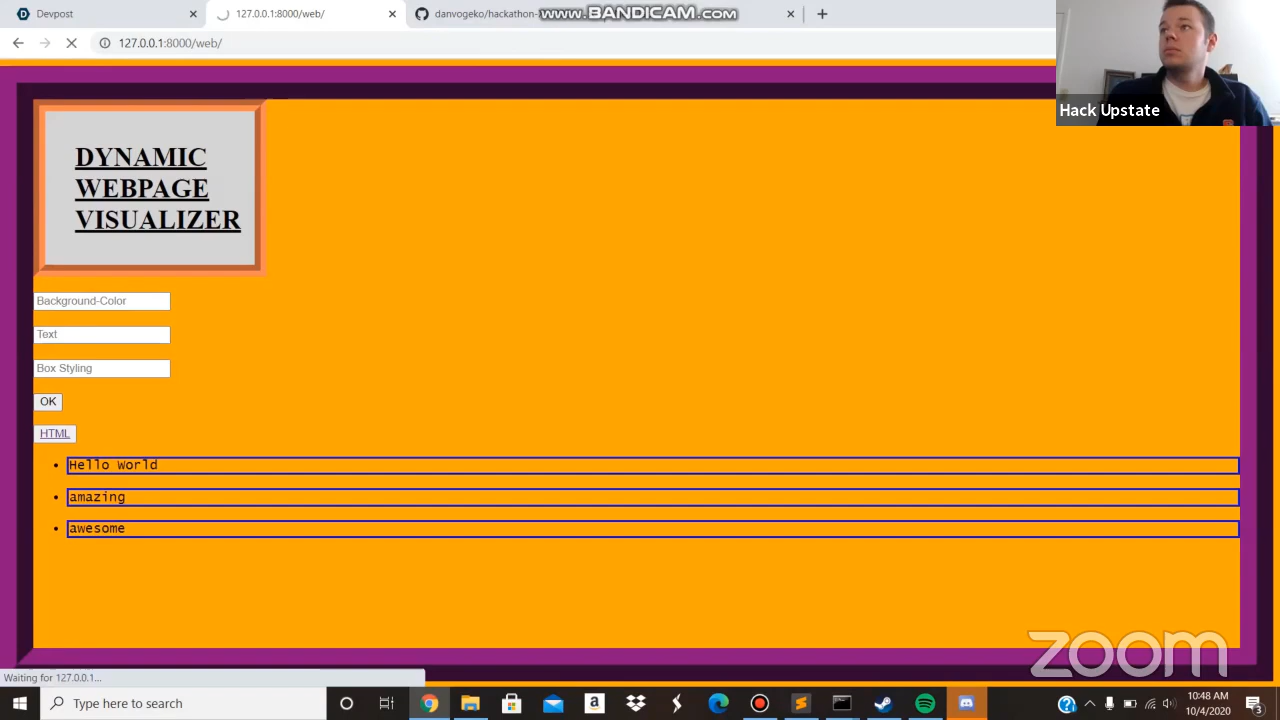 Devpost
127.0.0.1:8000/web/
danvogeko/hackathon-
www.BANDICAM.com
127.0.0.1:8000/web/
Hack Upstate
DYNAMIC
WEBPAGE
VISUALIZER
Background-Color
Text
Box Styling
OK
HTML
Hello World
amazing
awesome
zoom
Waiting for 127.0.0.1...
Type here to search
10:48 AM
10/4/2020
3